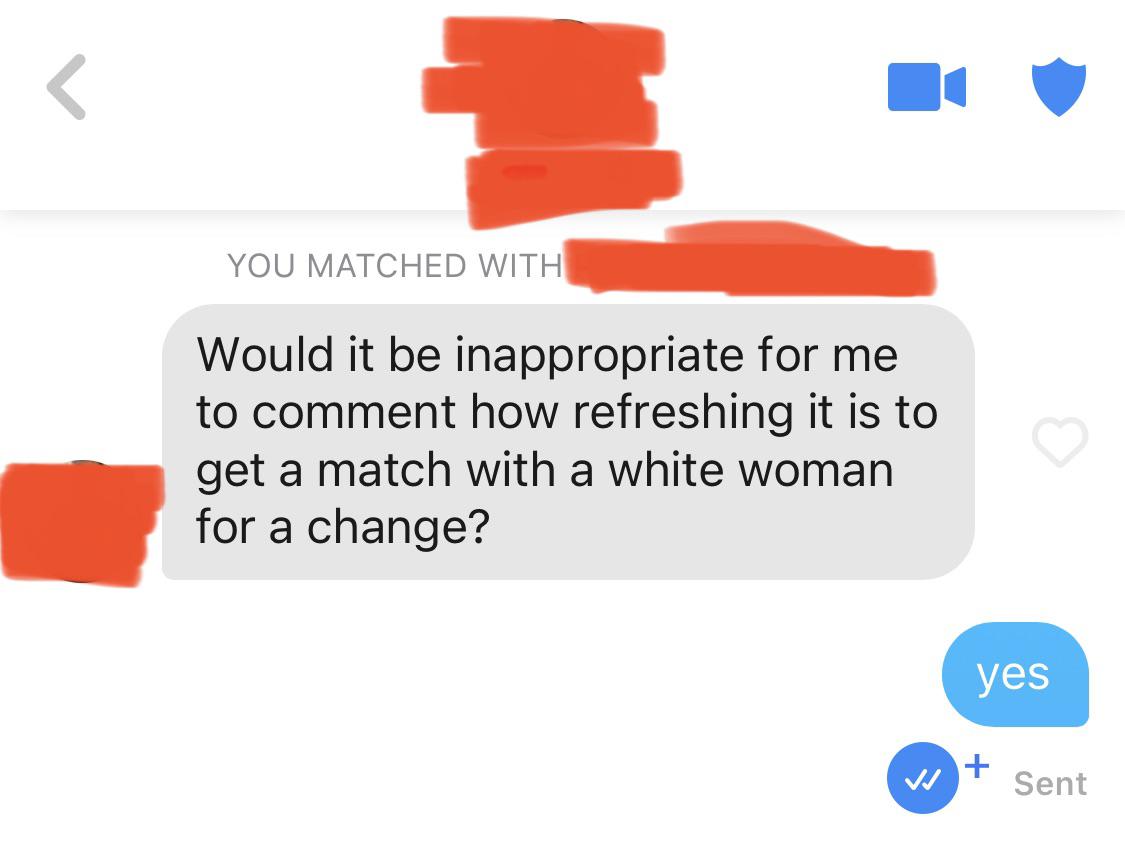 YOU MATCHED WITH
Would it be inappropriate for me
to comment how refreshing it is to
get a match with a white woman
for a change?
yes
Sent